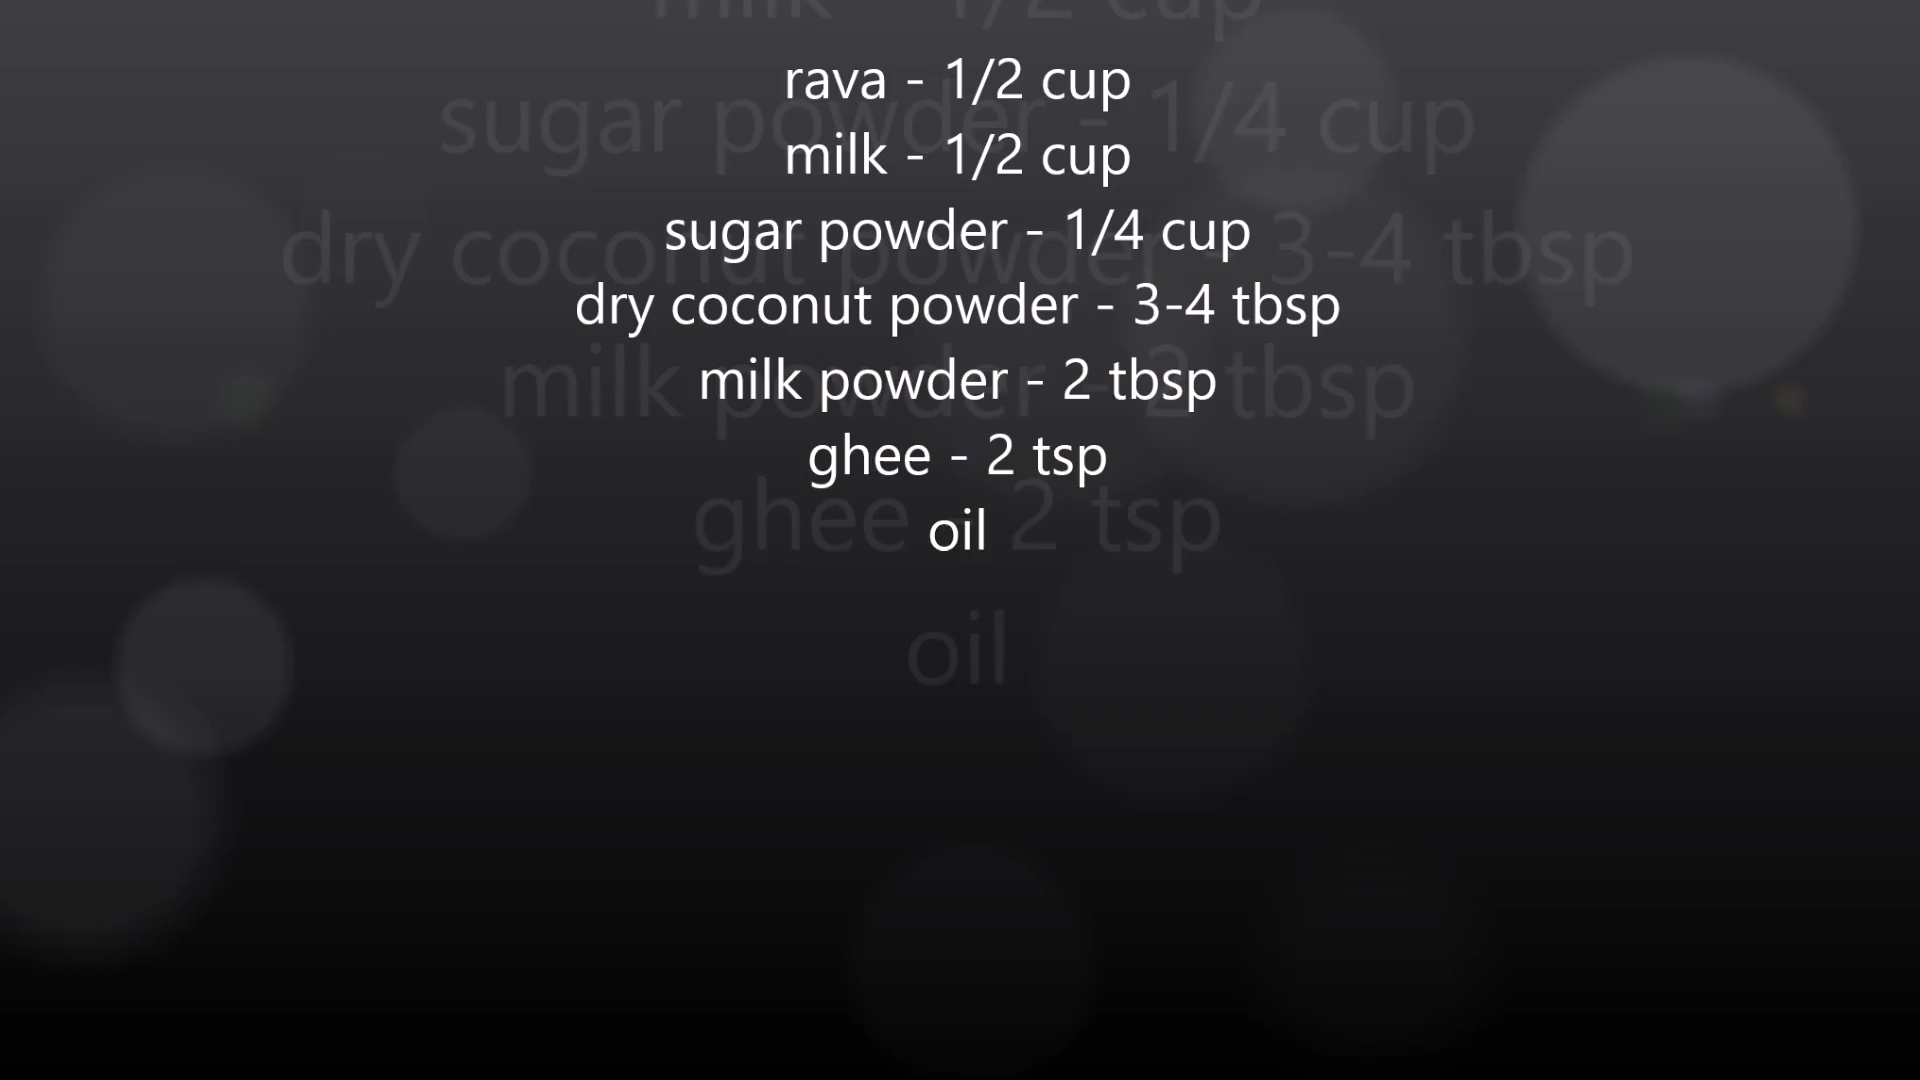 rava - 1/2 cup
milk - 1/2 cup
sugar powder - 1/4 cup
dry coconut powder - 3-4 tbsp
milk powder - 2 tbsp
ghee - 2 tsp
oil